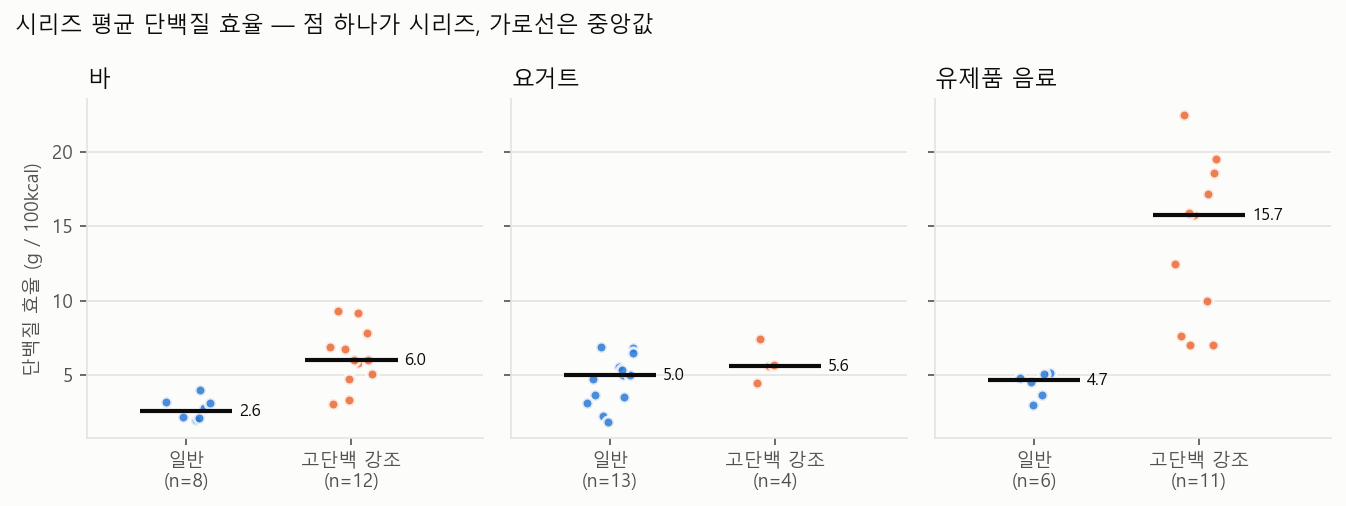 시리즈 평균 단백질 효율 — 점 하나가 시리즈, 가로선은 중앙값
바
요거트
유제품 음료
단백질 효율 (g / 100kcal)
20
15
10
5
2.6
6.0
5.0
5.6
4.7
15.7
일반
(n=8)
고단백 강조
(n=12)
일반
(n=13)
고단백 강조
(n=4)
일반
(n=6)
고단백 강조
(n=11)